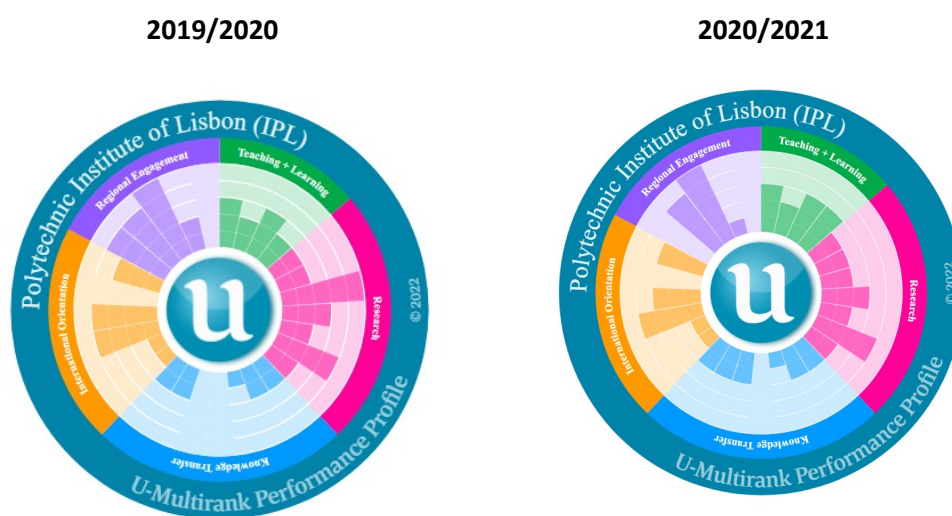 2019/2020
2020/2021
Polytechnic Institute of Lisbon (IPL)
Regional Engagement
Teaching + Learning
International Orientation
Research
Knowledge Transfer
© 2022
U-Multirank Performance Profile
u
Polytechnic Institute of Lisbon (IPL)
Regional Engagement
Teaching + Learning
International Orientation
Research
Knowledge Transfer
© 2022
U-Multirank Performance Profile
u